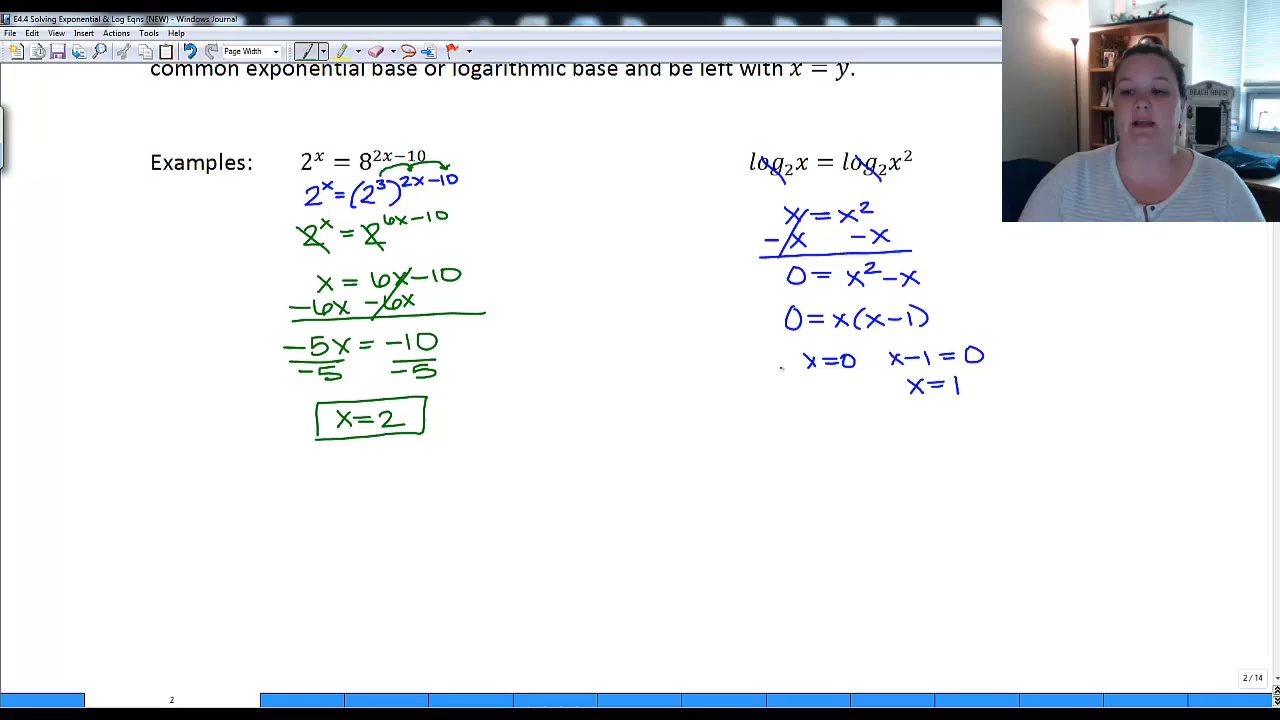 E4.4 Solving Exponential & Log Eqns (NEW) - Windows Journal
File Edit View Insert Actions Tools Help
Page Width
common exponential base or logarithmic base and be left with x = y.
Examples: 2^x = 8^{2x−10}
2^x = (2^3)^{2x−10}
2^x = 2^{6x−10}
x = 6x−10
−6x −6x
−5x = −10
−5 −5
x=2
log₂x = log₂x²
x = x²
−x −x
0 = x²−x
0 = x(x−1)
x=0 x−1=0
x=1
BEACH HOUSE
2 / 14
2